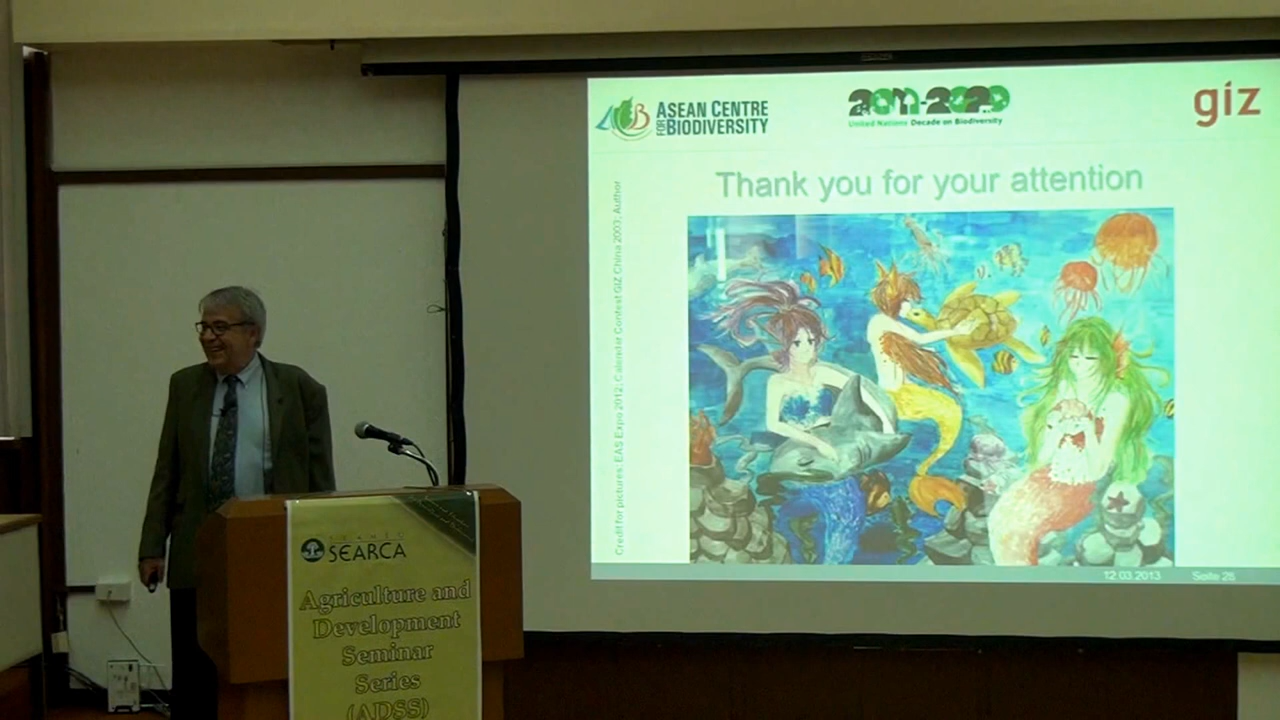 ASEAN CENTRE
FOR BIODIVERSITY
2011-2020
United Nations Decade on Biodiversity
giz
Thank you for your attention
Credit for pictures: EAS Expo 2012; Calendar Contest GIZ China 2003; Author
12.03.2013 Seite 28
SEARCA
Agriculture and
Development
Seminar
Series
(ADSS)